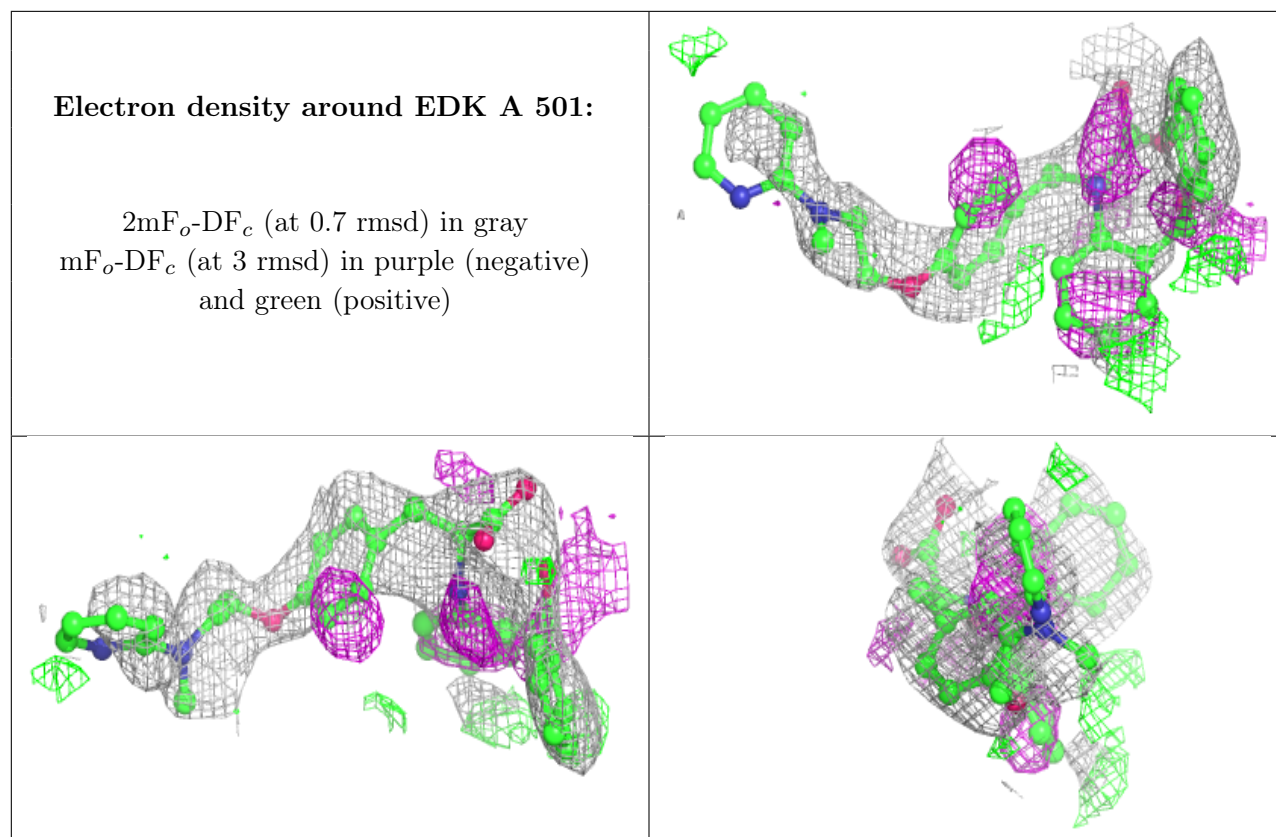 Electron density around EDK A 501:
2mFₒ-DF𝑐 (at 0.7 rmsd) in gray
mFₒ-DF𝑐 (at 3 rmsd) in purple (negative)
and green (positive)